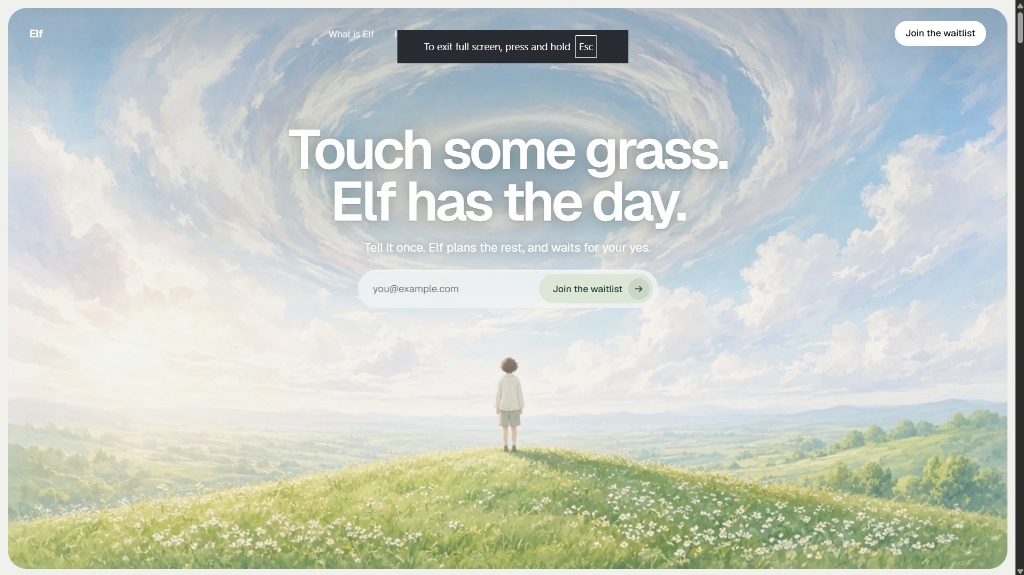 Elf
What is Elf
To exit full screen, press and hold Esc
Join the waitlist
Touch some grass.
Elf has the day.
Tell it once. Elf plans the rest, and waits for your yes.
you@example.com
Join the waitlist →